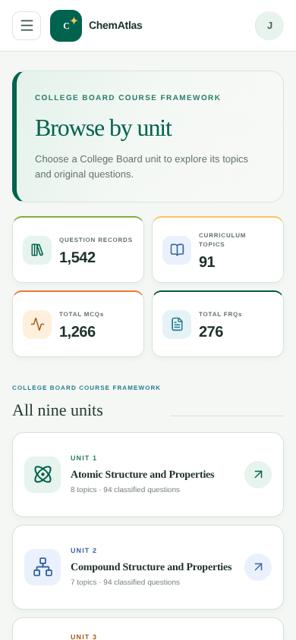 C
ChemAtlas
J
COLLEGE BOARD COURSE FRAMEWORK
Browse by unit
Choose a College Board unit to explore its topics
and original questions.
QUESTION RECORDS
1,542
CURRICULUM
TOPICS
91
TOTAL MCQs
1,266
TOTAL FRQs
276
COLLEGE BOARD COURSE FRAMEWORK
All nine units
UNIT 1
Atomic Structure and Properties
8 topics · 94 classified questions
UNIT 2
Compound Structure and Properties
7 topics · 94 classified questions
UNIT 3